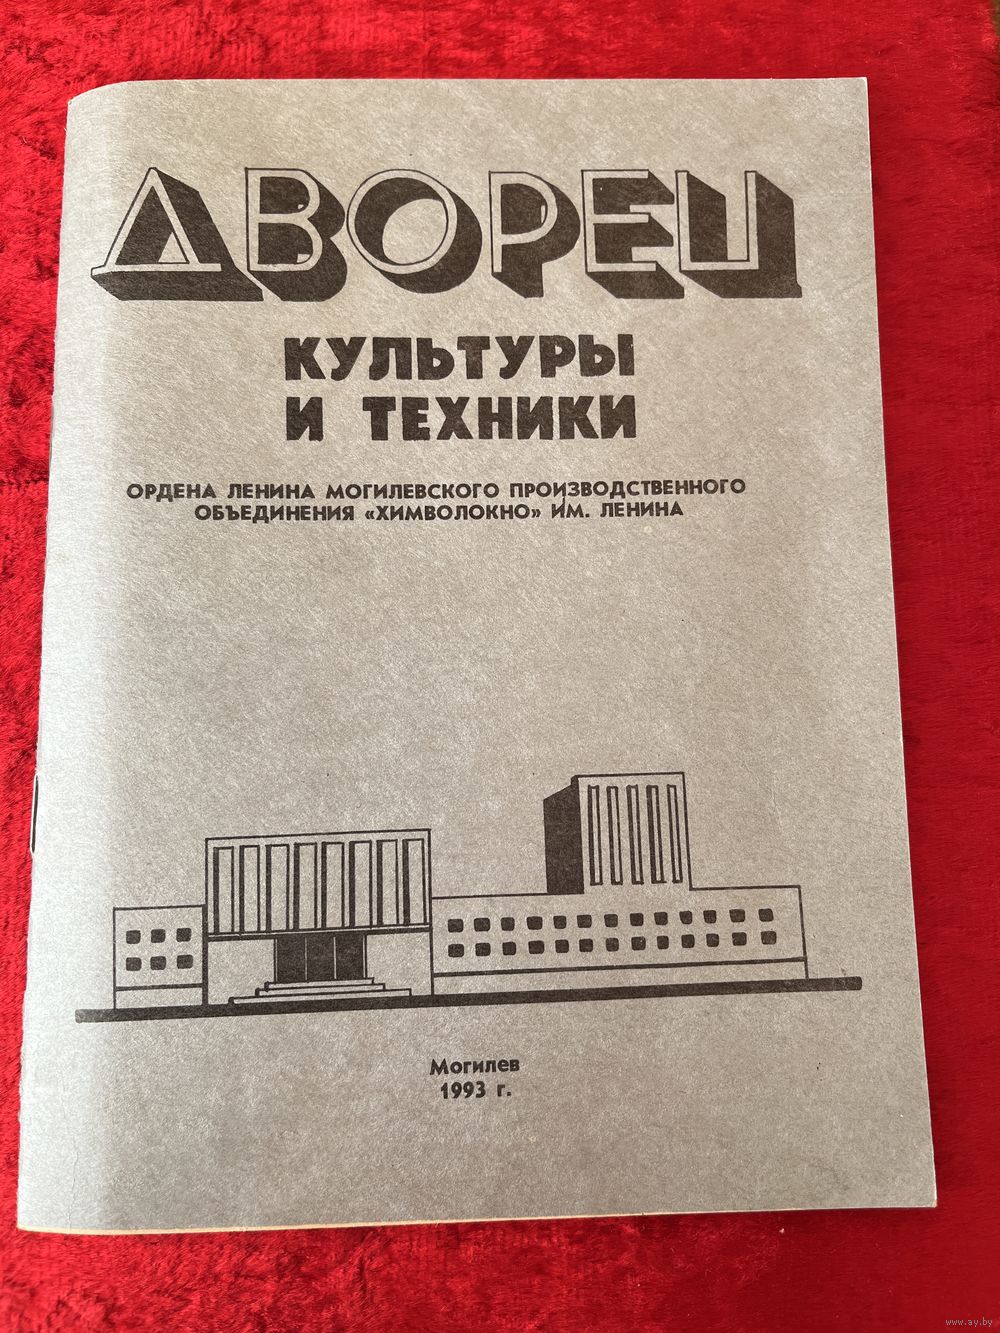 ДВОРЕЦ
КУЛЬТУРЫ
И ТЕХНИКИ
ОРДЕНА ЛЕНИНА МОГИЛЕВСКОГО ПРОИЗВОДСТВЕННОГО
ОБЪЕДИНЕНИЯ «ХИМВОЛОКНО» ИМ. ЛЕНИНА
Могилев
1993 г.
www.ay.by